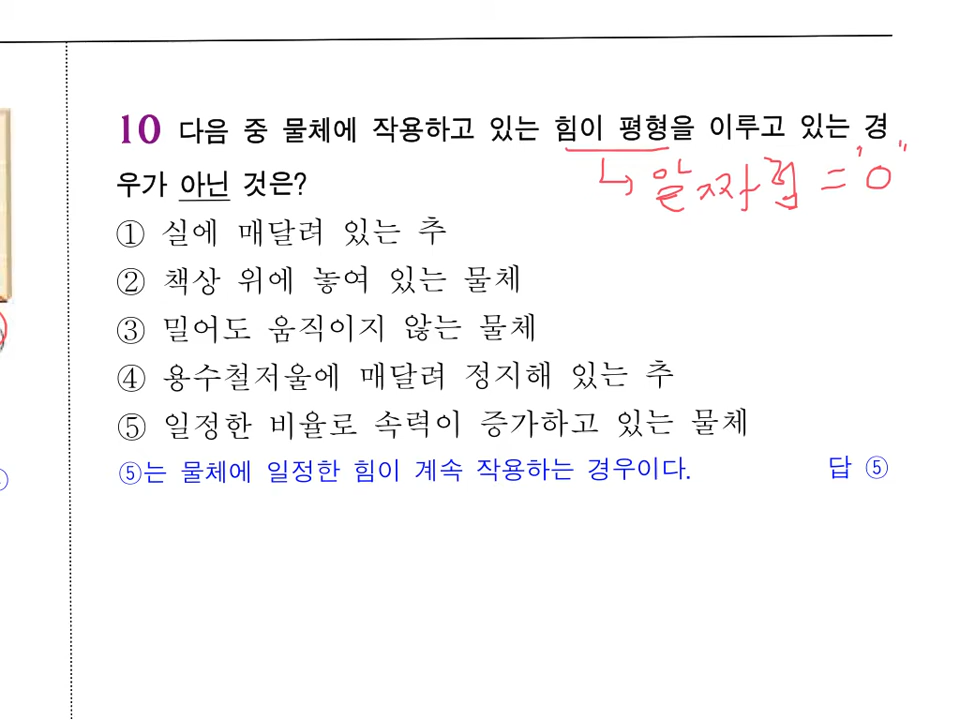 10 다음 중 물체에 작용하고 있는 힘이 평형을 이루고 있는 경
우가 아닌 것은?
↳ 알짜힘 = "0"
① 실에 매달려 있는 추
② 책상 위에 놓여 있는 물체
③ 밀어도 움직이지 않는 물체
④ 용수철저울에 매달려 정지해 있는 추
⑤ 일정한 비율로 속력이 증가하고 있는 물체
⑤는 물체에 일정한 힘이 계속 작용하는 경우이다. 답 ⑤